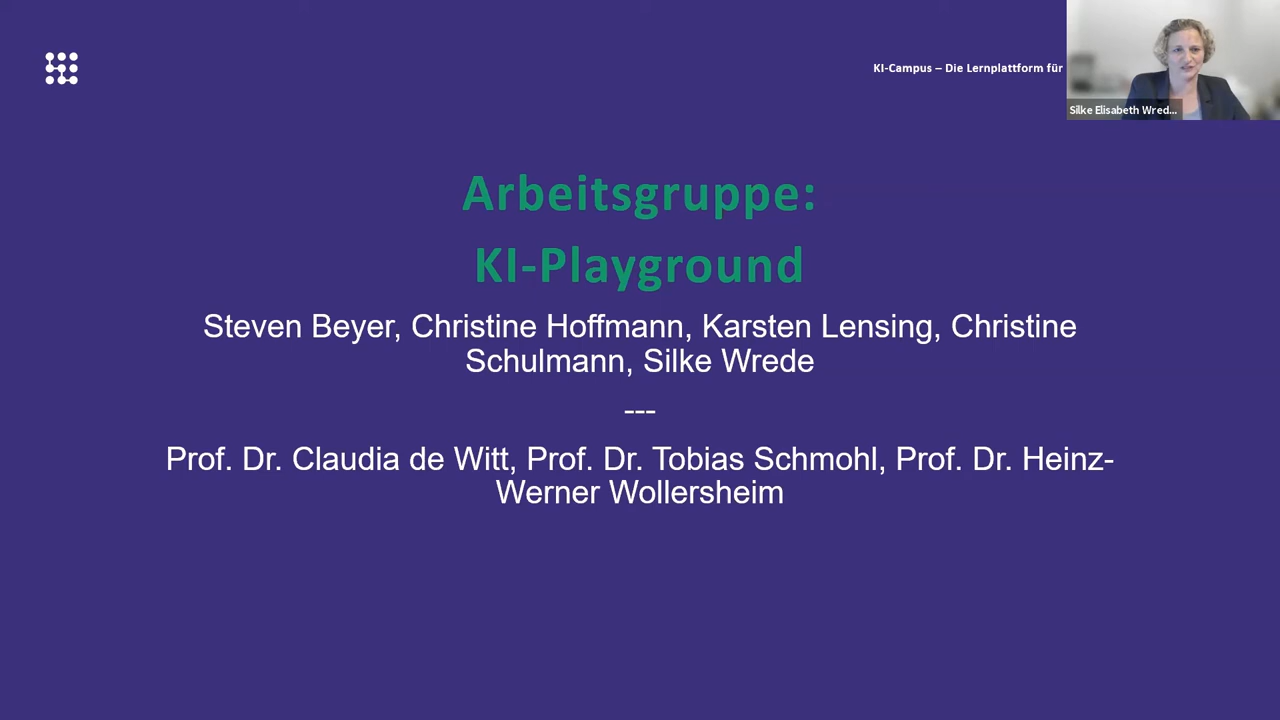 KI-Campus – Die Lernplattform für
Silke Elisabeth Wred...
Arbeitsgruppe:
KI-Playground
Steven Beyer, Christine Hoffmann, Karsten Lensing, Christine
Schulmann, Silke Wrede
---
Prof. Dr. Claudia de Witt, Prof. Dr. Tobias Schmohl, Prof. Dr. Heinz-
Werner Wollersheim